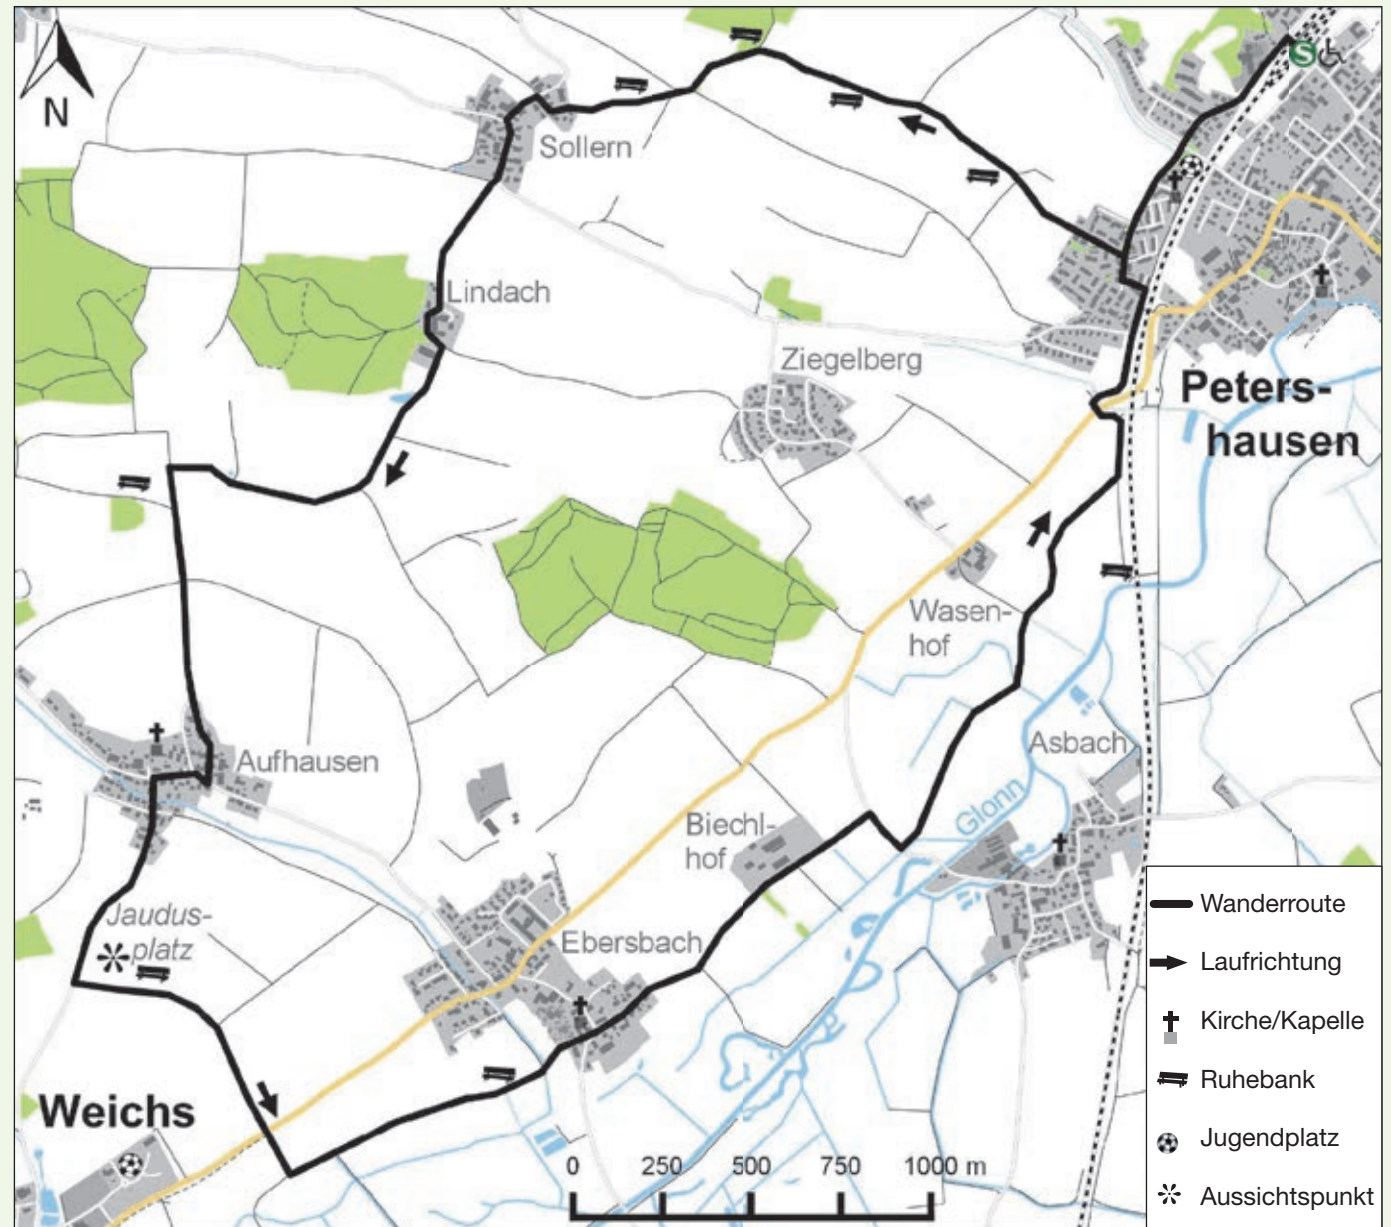 N
S
Sollern
Lindach
Ziegelberg
Peters-
hausen
Wasen-
hof
Asbach
Aufhausen
Glonn
Biechl-
hof
Jaudus-
platz
Ebersbach
Weichs
0 250 500 750 1000 m
Wanderroute
Laufrichtung
Kirche/Kapelle
Ruhebank
Jugendplatz
Aussichtspunkt